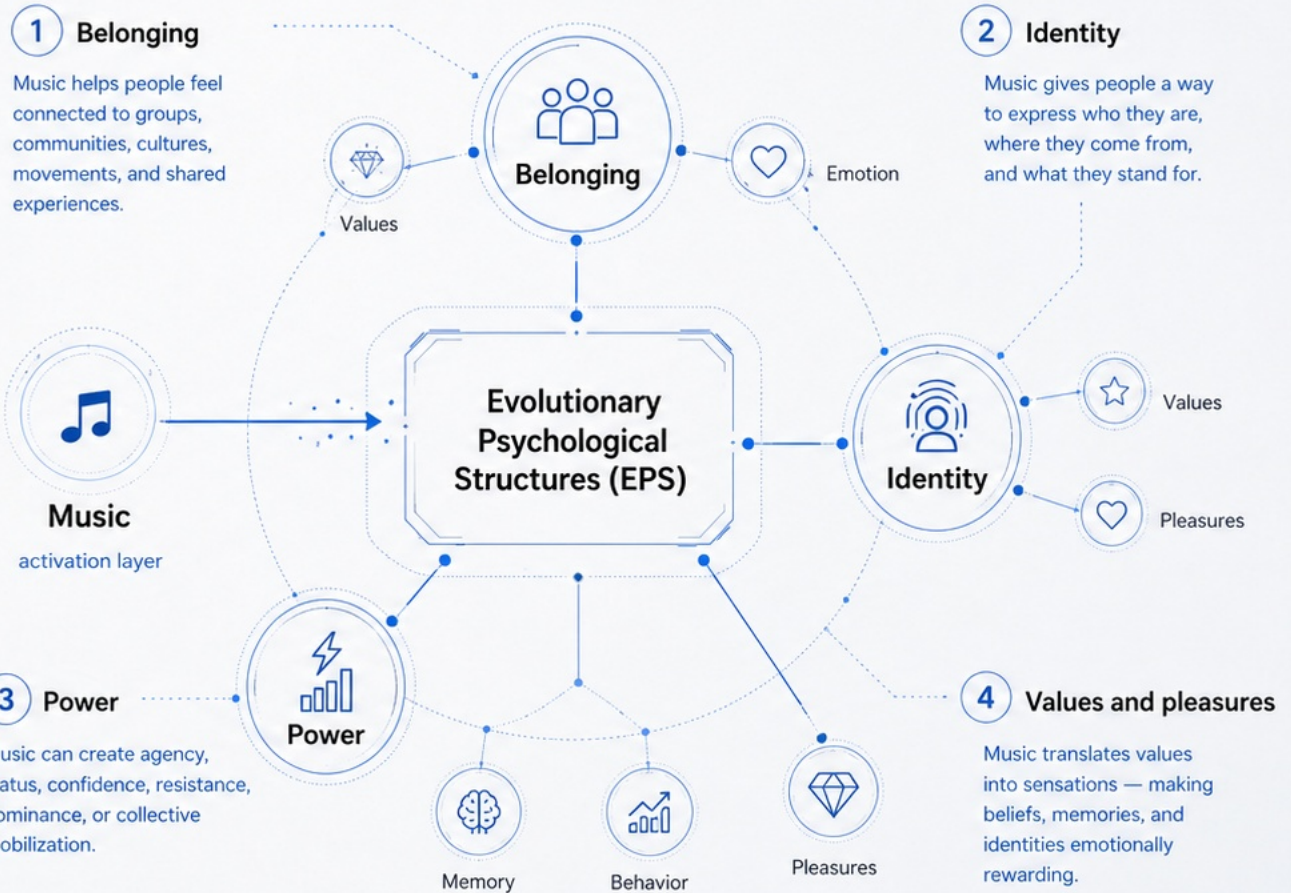 1 Belonging
Music helps people feel
connected to groups,
communities, cultures,
movements, and shared
experiences.
Belonging
Values
Emotion
2 Identity
Music gives people a way
to express who they are,
where they come from,
and what they stand for.
Music
activation layer
Evolutionary
Psychological
Structures (EPS)
Identity
Values
Pleasures
3 Power
usic can create agency,
atus, confidence, resistance,
ominance, or collective
obilization.
Power
Memory
Behavior
Pleasures
4 Values and pleasures
Music translates values
into sensations — making
beliefs, memories, and
identities emotionally
rewarding.